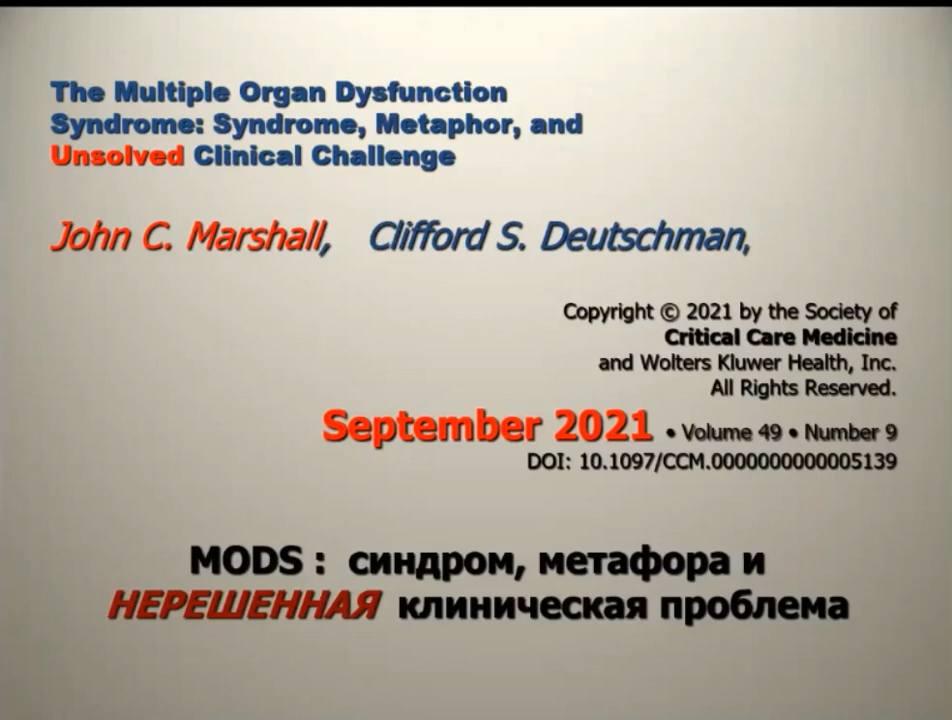 The Multiple Organ Dysfunction
Syndrome: Syndrome, Metaphor, and
Unsolved Clinical Challenge
John C. Marshall, Clifford S. Deutschman,
Copyright © 2021 by the Society of
Critical Care Medicine
and Wolters Kluwer Health, Inc.
All Rights Reserved.
September 2021 • Volume 49 • Number 9
DOI: 10.1097/CCM.0000000000005139
MODS : синдром, метафора и
НЕРЕШЕННАЯ клиническая проблема